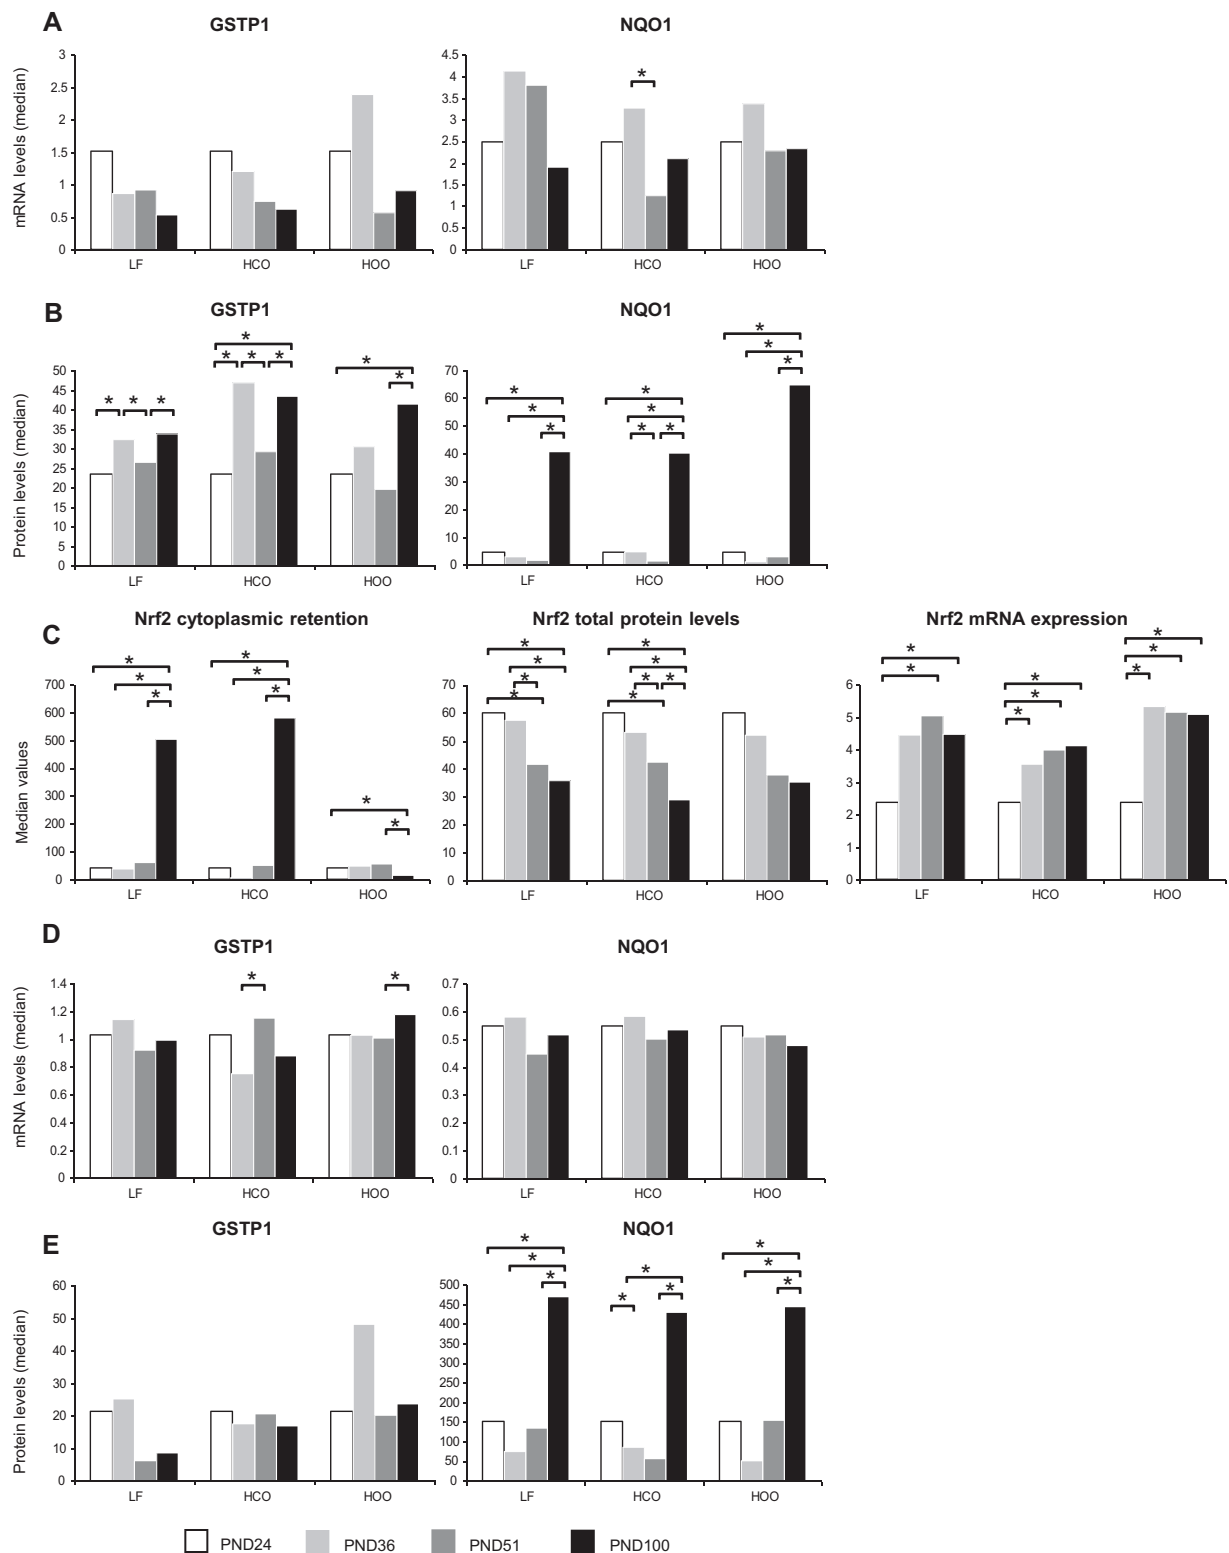 A
GSTP1
NQO1
mRNA levels (median)
3
2.5
2
1.5
1
0.5
0
LF
HCO
HOO
4.5
4
3.5
3
2.5
2
1.5
1
0.5
0
*
LF
HCO
HOO
B
GSTP1
NQO1
Protein levels (median)
50
45
40
35
30
25
20
15
10
5
0
* * *
*
* * *
*
*
LF
HCO
HOO
70
60
50
40
30
20
10
0
*
*
*
*
*
* *
*
*
*
LF
HCO
HOO
C
Nrf2 cytoplasmic retention
Nrf2 total protein levels
Nrf2 mRNA expression
Median values
700
600
500
400
300
200
100
0
*
*
*
*
*
*
*
*
LF
HCO
HOO
70
60
50
40
30
20
10
0
*
*
*
*
*
*
* *
*
LF
HCO
HOO
6
5
4
3
2
1
0
*
*
*
*
*
*
*
*
LF
HCO
HOO
D
GSTP1
NQO1
mRNA levels (median)
1.4
1.2
1
0.8
0.6
0.4
0.2
0
*
*
LF
HCO
HOO
0.7
0.6
0.5
0.4
0.3
0.2
0.1
0
LF
HCO
HOO
E
GSTP1
NQO1
Protein levels (median)
60
50
40
30
20
10
0
LF
HCO
HOO
500
450
400
350
300
250
200
150
100
50
0
*
*
*
*
*
*
*
*
*
LF
HCO
HOO
PND24 PND36 PND51 PND100